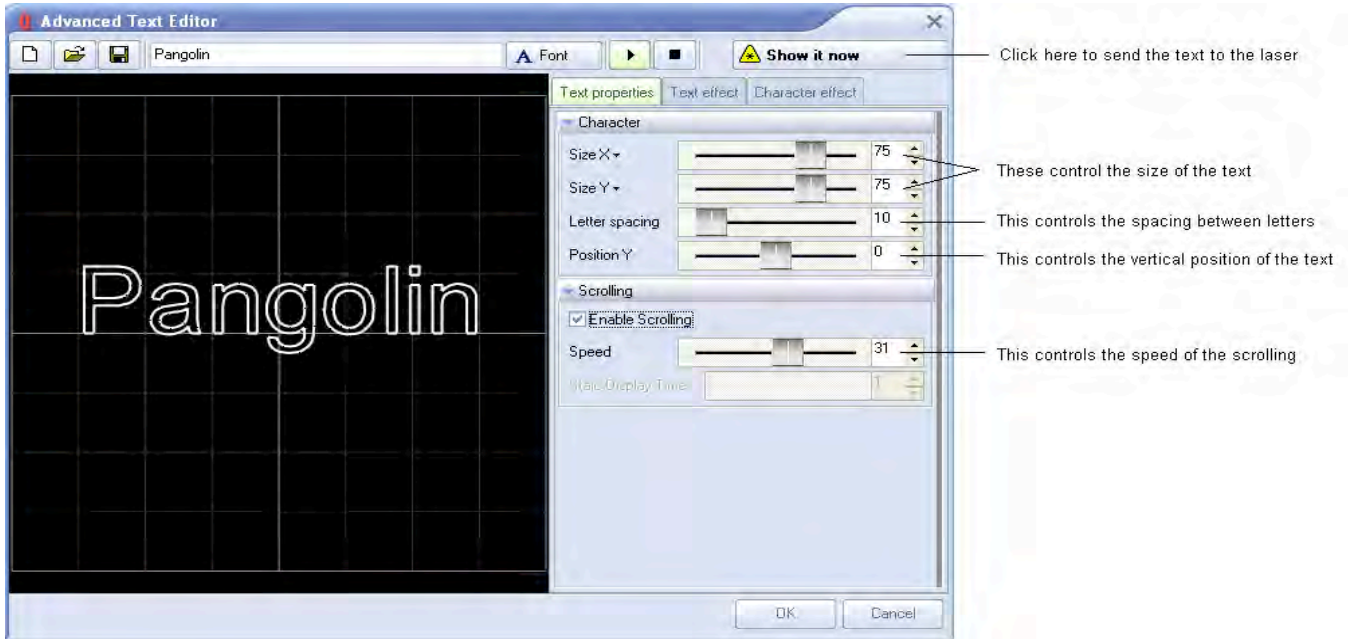 Advanced Text Editor
Pangolin
Font
Show it now
Click here to send the text to the laser
Text properties
Text effect
Character effect
Character
Size X
75
Size Y
75
These control the size of the text
Letter spacing
10
This controls the spacing between letters
Position Y
0
This controls the vertical position of the text
Pangolin
Scrolling
Enable Scrolling
Speed
31
This controls the speed of the scrolling
Static Display Time
1
OK
Cancel